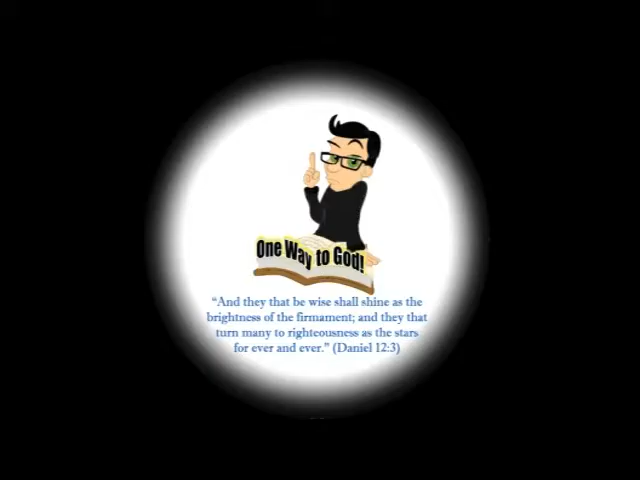 One Way to God!
“And they that be wise shall shine as the
brightness of the firmament; and they that
turn many to righteousness as the stars
for ever and ever.” (Daniel 12:3)